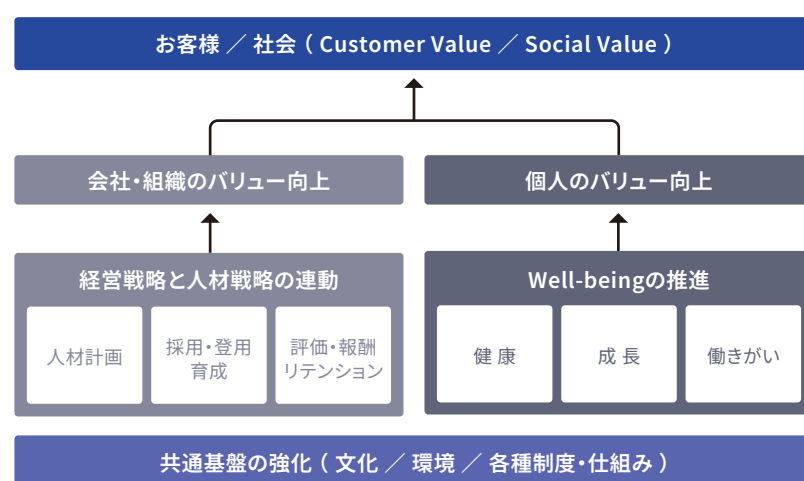 お客様 ／ 社会（ Customer Value ／ Social Value ）
会社・組織のバリュー向上
個人のバリュー向上
経営戦略と人材戦略の連動
人材計画
採用・登用
育成
評価・報酬
リテンション
Well-beingの推進
健 康
成 長
働きがい
共通基盤の強化（ 文化 ／ 環境 ／ 各種制度・仕組み ）